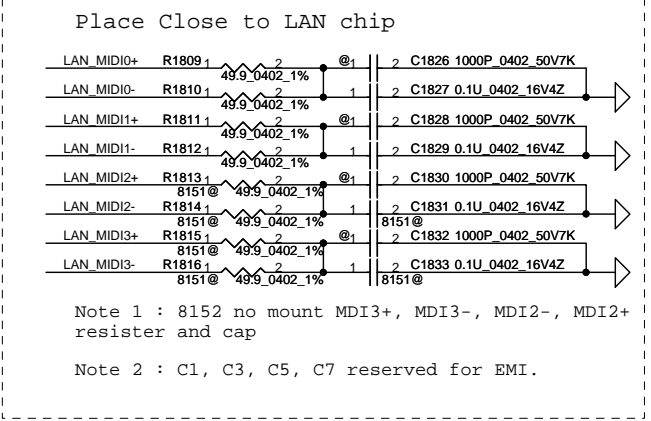 Place Close to LAN chip
LAN_MIDI0+ R1809 1 2 @1 2 C1826 1000P_0402_50V7K
49.9_0402_1%
LAN_MIDI0- R1810 1 2 1 2 C1827 0.1U_0402_16V4Z
49.9_0402_1%
LAN_MIDI1+ R1811 1 2 @1 2 C1828 1000P_0402_50V7K
49.9_0402_1%
LAN_MIDI1- R1812 1 2 1 2 C1829 0.1U_0402_16V4Z
49.9_0402_1%
LAN_MIDI2+ R1813 1 2 @1 2 C1830 1000P_0402_50V7K
8151@ 49.9_0402_1%
LAN_MIDI2- R1814 1 2 1 2 C1831 0.1U_0402_16V4Z
8151@ 49.9_0402_1% 8151@
LAN_MIDI3+ R1815 1 2 @1 2 C1832 1000P_0402_50V7K
8151@ 49.9_0402_1%
LAN_MIDI3- R1816 1 2 1 2 C1833 0.1U_0402_16V4Z
8151@ 49.9_0402_1% 8151@
Note 1 : 8152 no mount MDI3+, MDI3-, MDI2-, MDI2+
resister and cap
Note 2 : C1, C3, C5, C7 reserved for EMI.